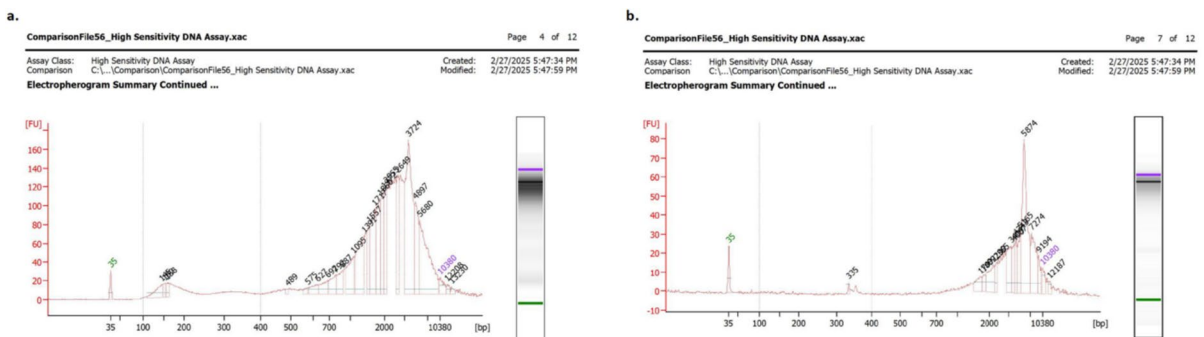 a.
ComparisonFile56_High Sensitivity DNA Assay.xac Page 4 of 12
Assay Class: High Sensitivity DNA Assay Created: 2/27/2025 5:47:34 PM
Comparison C:\...\Comparison\ComparisonFile56_High Sensitivity DNA Assay.xac Modified: 2/27/2025 5:47:59 PM
Electropherogram Summary Continued ...
[FU]
160
140
120
100
80
60
40
20
0
35
489
575
627
1095
3724
2649
4897
5680
10380
12208
13230
35 100 200 300 400 500 700 2000 10380 [bp]
b.
ComparisonFile56_High Sensitivity DNA Assay.xac Page 7 of 12
Assay Class: High Sensitivity DNA Assay Created: 2/27/2025 5:47:34 PM
Comparison C:\...\Comparison\ComparisonFile56_High Sensitivity DNA Assay.xac Modified: 2/27/2025 5:47:59 PM
Electropherogram Summary Continued ...
[FU]
80
70
60
50
40
30
20
10
0
-10
35
335
5874
7274
9194
10380
12187
35 100 200 300 400 500 700 2000 10380 [bp]